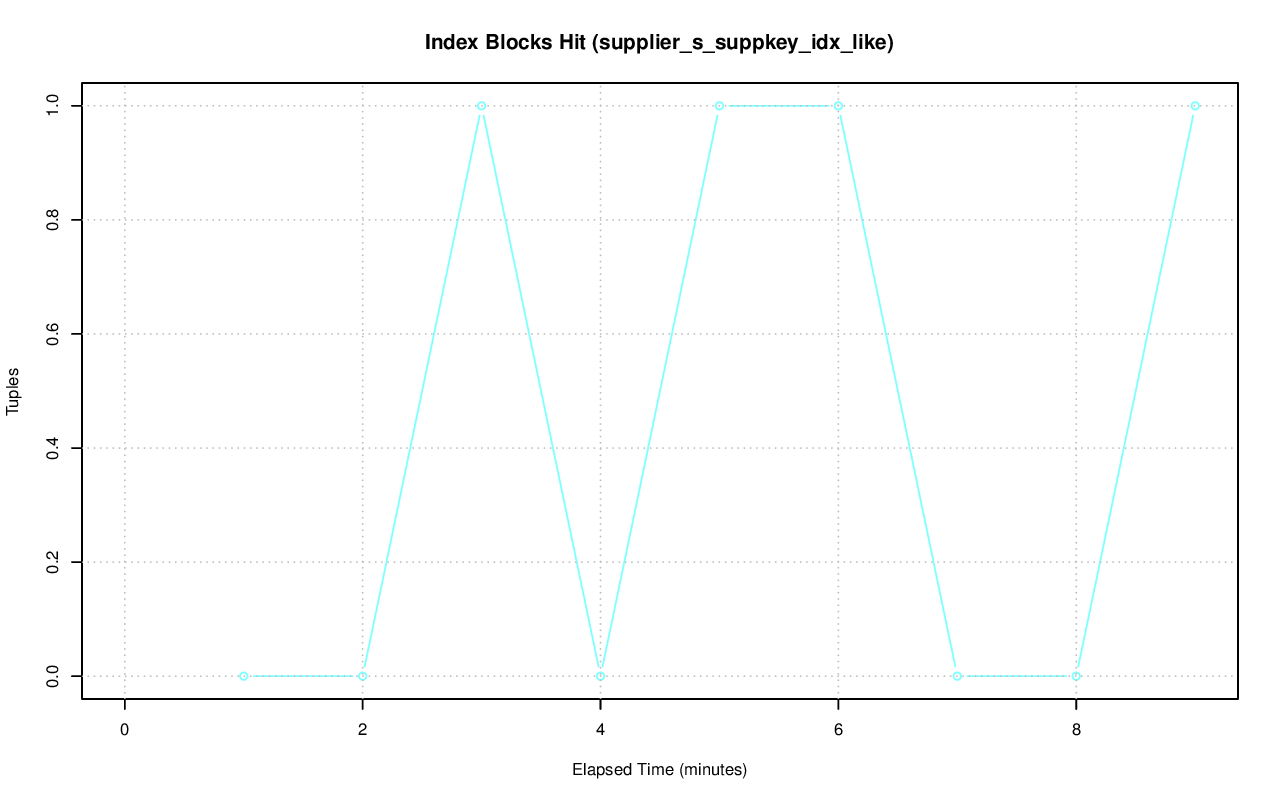 Index Blocks Hit (supplier_s_suppkey_idx_like)
1.0
0.8
0.6
0.4
0.2
0.0
Tuples
0 2 4 6 8
Elapsed Time (minutes)